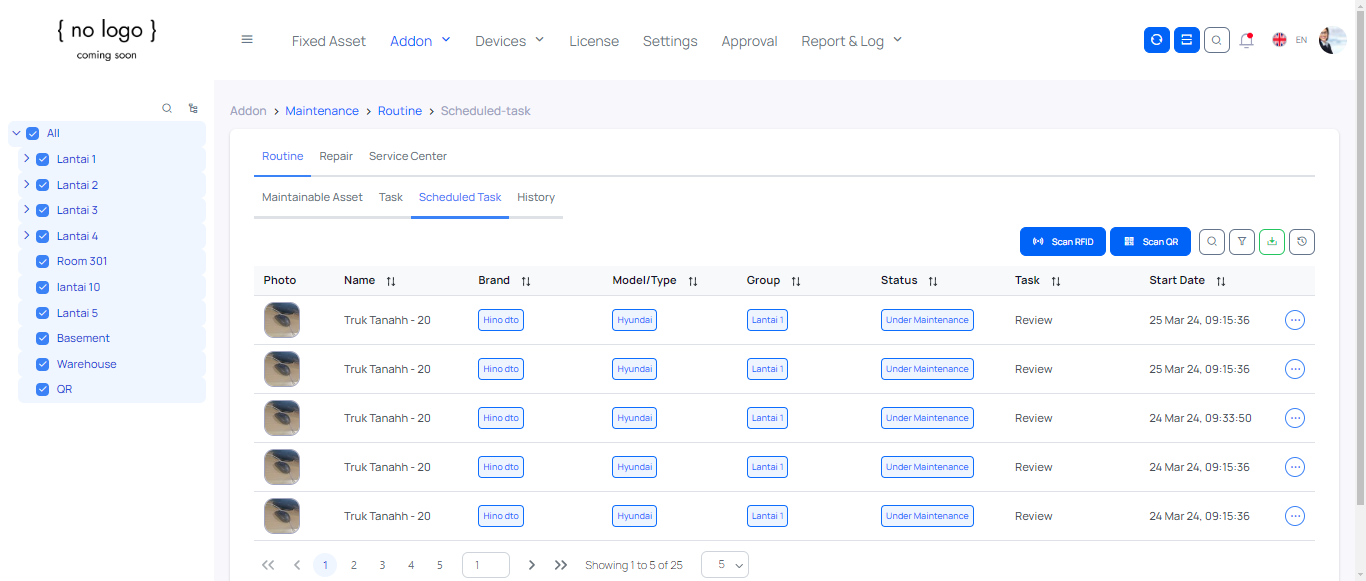 { no logo }
coming soon
Fixed Asset Addon Devices License Settings Approval Report & Log EN
All
Lantai 1
Lantai 2
Lantai 3
Lantai 4
Room 301
lantai 10
Lantai 5
Basement
Warehouse
QR
Addon > Maintenance > Routine > Scheduled-task
Routine Repair Service Center
Maintainable Asset Task Scheduled Task History
Scan RFID Scan QR
Photo Name Brand Model/Type Group Status Task Start Date
Truk Tanahh - 20 Hino dto Hyundai Lantai 1 Under Maintenance Review 25 Mar 24, 09:15:36
Truk Tanahh - 20 Hino dto Hyundai Lantai 1 Under Maintenance Review 25 Mar 24, 09:15:36
Truk Tanahh - 20 Hino dto Hyundai Lantai 1 Under Maintenance Review 24 Mar 24, 09:33:50
Truk Tanahh - 20 Hino dto Hyundai Lantai 1 Under Maintenance Review 24 Mar 24, 09:15:36
Truk Tanahh - 20 Hino dto Hyundai Lantai 1 Under Maintenance Review 24 Mar 24, 09:15:36
1 2 3 4 5 1 Showing 1 to 5 of 25 5